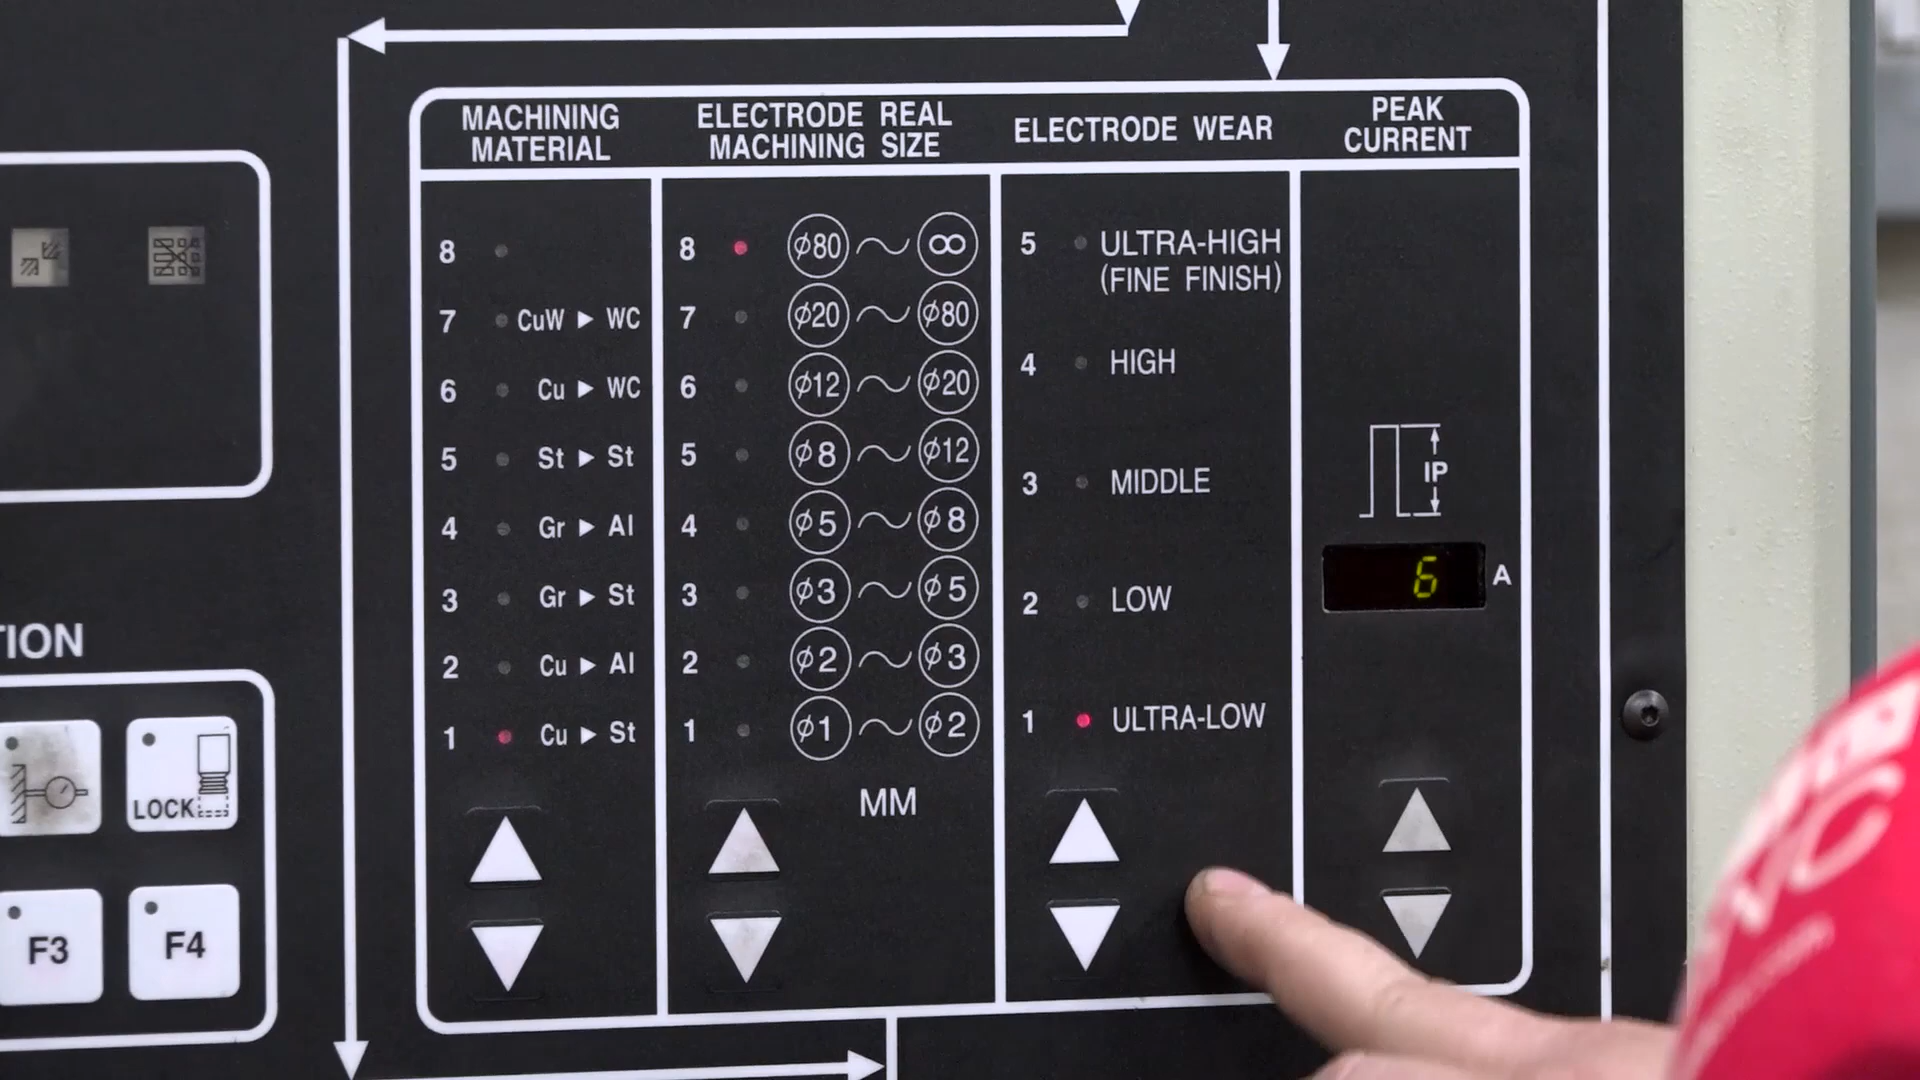 MACHINING
MATERIAL
8
7 CuW ▶ WC
6 Cu ▶ WC
5 St ▶ St
4 Gr ▶ Al
3 Gr ▶ St
2 Cu ▶ Al
1 Cu ▶ St
ELECTRODE REAL
MACHINING SIZE
8 φ80 ~ ∞
7 φ20 ~ φ80
6 φ12 ~ φ20
5 φ8 ~ φ12
4 φ5 ~ φ8
3 φ3 ~ φ5
2 φ2 ~ φ3
1 φ1 ~ φ2
MM
ELECTRODE WEAR
5 ULTRA-HIGH
(FINE FINISH)
4 HIGH
3 MIDDLE
2 LOW
1 ULTRA-LOW
PEAK
CURRENT
IP
6 A
TION
LOCK
F3
F4